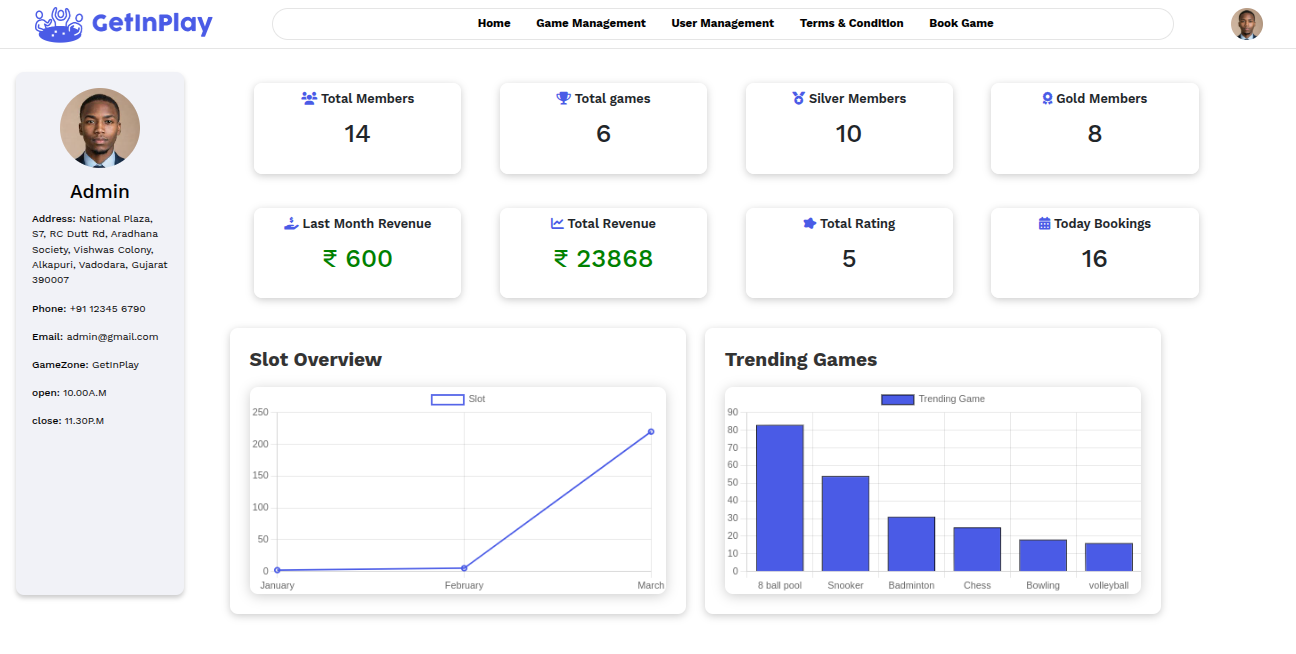 GetInPlay
Home Game Management User Management Terms & Condition Book Game
Admin
Address: National Plaza,
S7, RC Dutt Rd, Aradhana
Society, Vishwas Colony,
Alkapuri, Vadodara, Gujarat
390007
Phone: +91 12345 6790
Email: admin@gmail.com
GameZone: GetInPlay
open: 10.00A.M
close: 11.30P.M
Total Members
14
Total games
6
Silver Members
10
Gold Members
8
Last Month Revenue
₹ 600
Total Revenue
₹ 23868
Total Rating
5
Today Bookings
16
Slot Overview
Slot
250
200
150
100
50
0
January February March
Trending Games
Trending Game
90
80
70
60
50
40
30
20
10
0
8 ball pool Snooker Badminton Chess Bowling volleyball